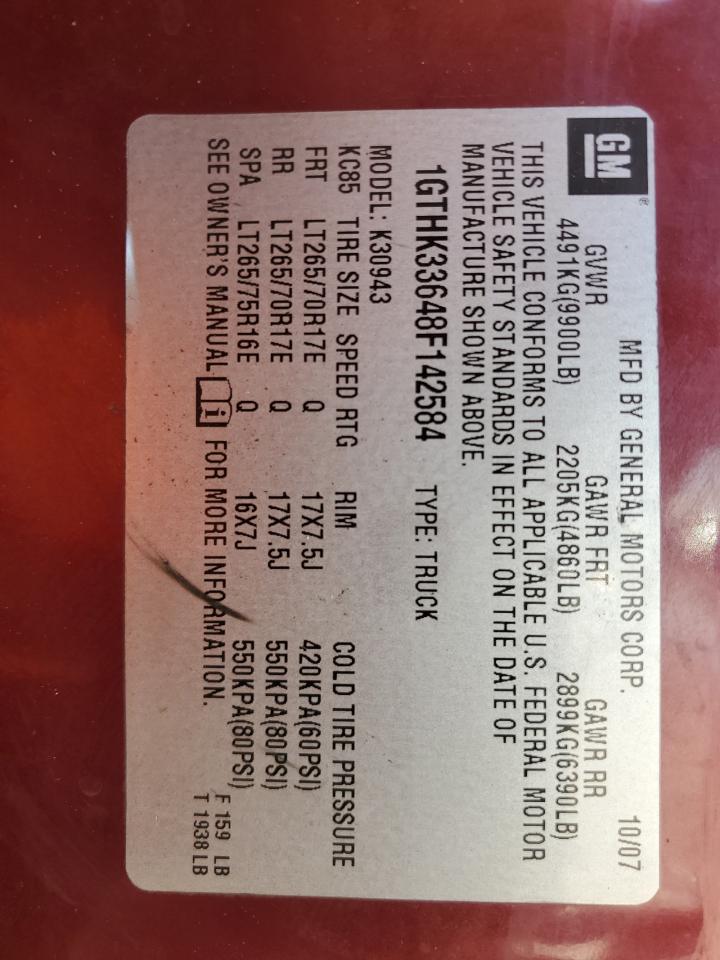 GM®
MFD BY GENERAL MOTORS CORP. 10/07
GVWR GAWR FRT GAWR RR
4491KG(9900LB) 2205KG(4860LB) 2899KG(6390LB)
THIS VEHICLE CONFORMS TO ALL APPLICABLE U.S. FEDERAL MOTOR
VEHICLE SAFETY STANDARDS IN EFFECT ON THE DATE OF
MANUFACTURE SHOWN ABOVE.
1GTHK33648F142584 TYPE: TRUCK
MODEL: K30943
KC85 TIRE SIZE SPEED RTG RIM COLD TIRE PRESSURE
FRT LT265/70R17E Q 17X7.5J 420KPA(60PSI)
RR LT265/70R17E Q 17X7.5J 550KPA(80PSI)
SPA LT265/75R16E Q 16X7J 550KPA(80PSI)
SEE OWNER'S MANUAL i FOR MORE INFORMATION.
F 159 LB
T 1938 LB